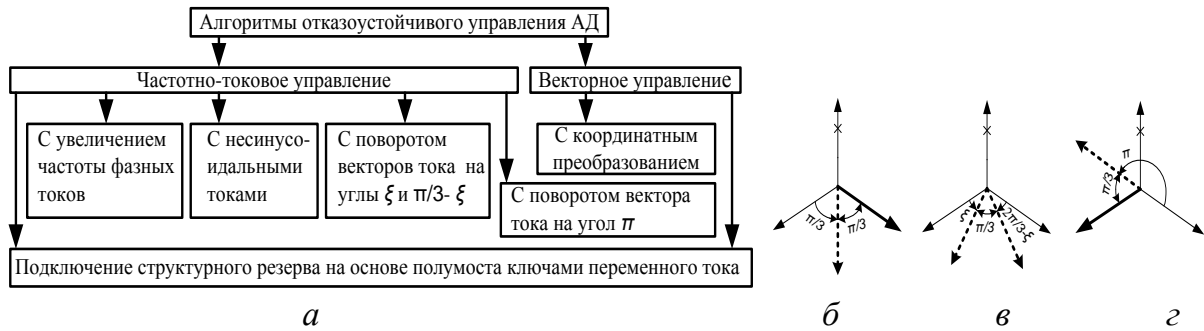 Алгоритмы отказоустойчивого управления АД
Частотно-токовое управление
Векторное управление
С увеличением
частоты фазных
токов
С несинусо-
идальными
токами
С поворотом
векторов тока на
углы ξ и π/3- ξ
С координатным
преобразованием
С поворотом вектора
тока на угол π
Подключение структурного резерва на основе полумоста ключами переменного тока
π/3
π/3
ξ
π/3
2π/3-ξ
π
π/3
а
б
в
г